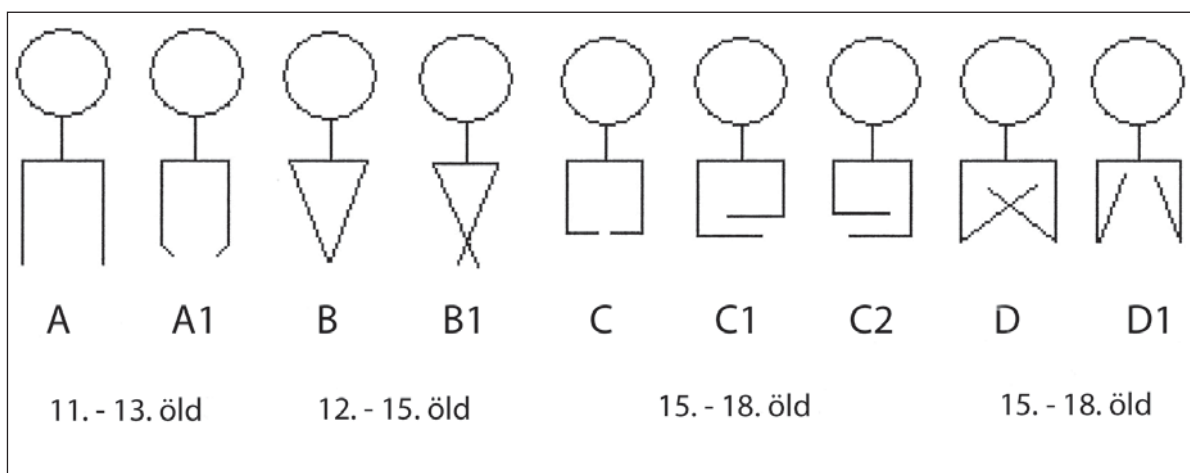 A A1 B B1 C C1 C2 D D1
11. - 13. öld 12. - 15. öld 15. - 18. öld 15. - 18. öld